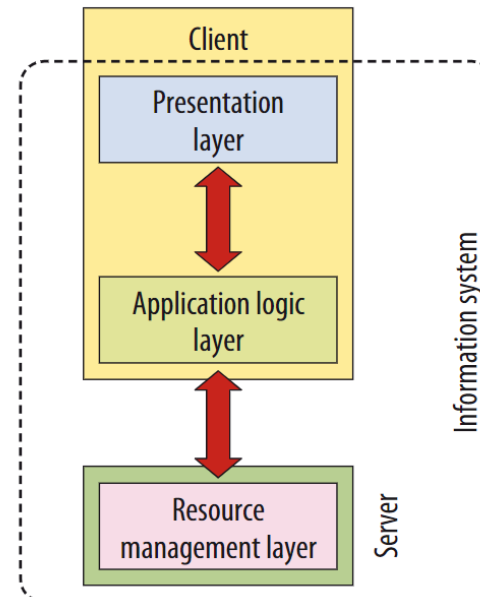 Client
Presentation
layer
Application logic
layer
Information system
Resource
management layer
Server